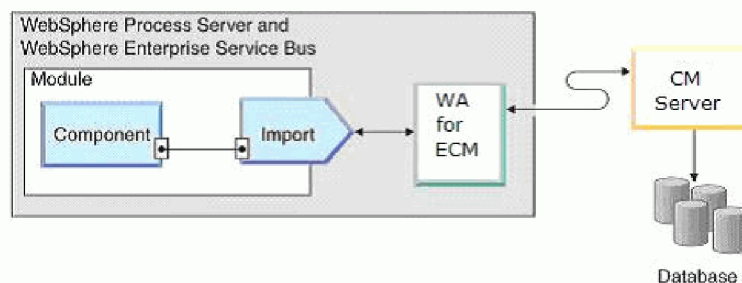 WebSphere Process Server and
WebSphere Enterprise Service Bus
Module
Component
Import
WA
for
ECM
CM
Server
Database